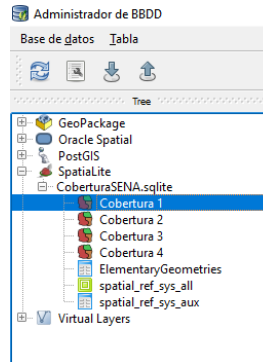 Administrador de BBDD
Base de datos Tabla
Tree
GeoPackage
Oracle Spatial
PostGIS
SpatiaLite
CoberturaSENA.sqlite
Cobertura 1
Cobertura 2
Cobertura 3
Cobertura 4
ElementaryGeometries
spatial_ref_sys_all
spatial_ref_sys_aux
Virtual Layers